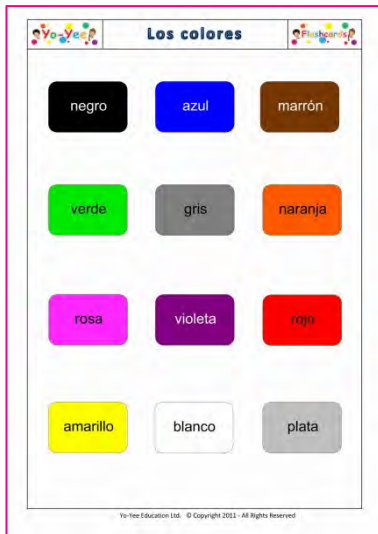 Yo-Yee
Los colores
Flashcards
negro
azul
marrón
verde
gris
naranja
rosa
violeta
rojo
amarillo
blanco
plata
Yo-Yee Education Ltd. © Copyright 2011 - All Rights Reserved